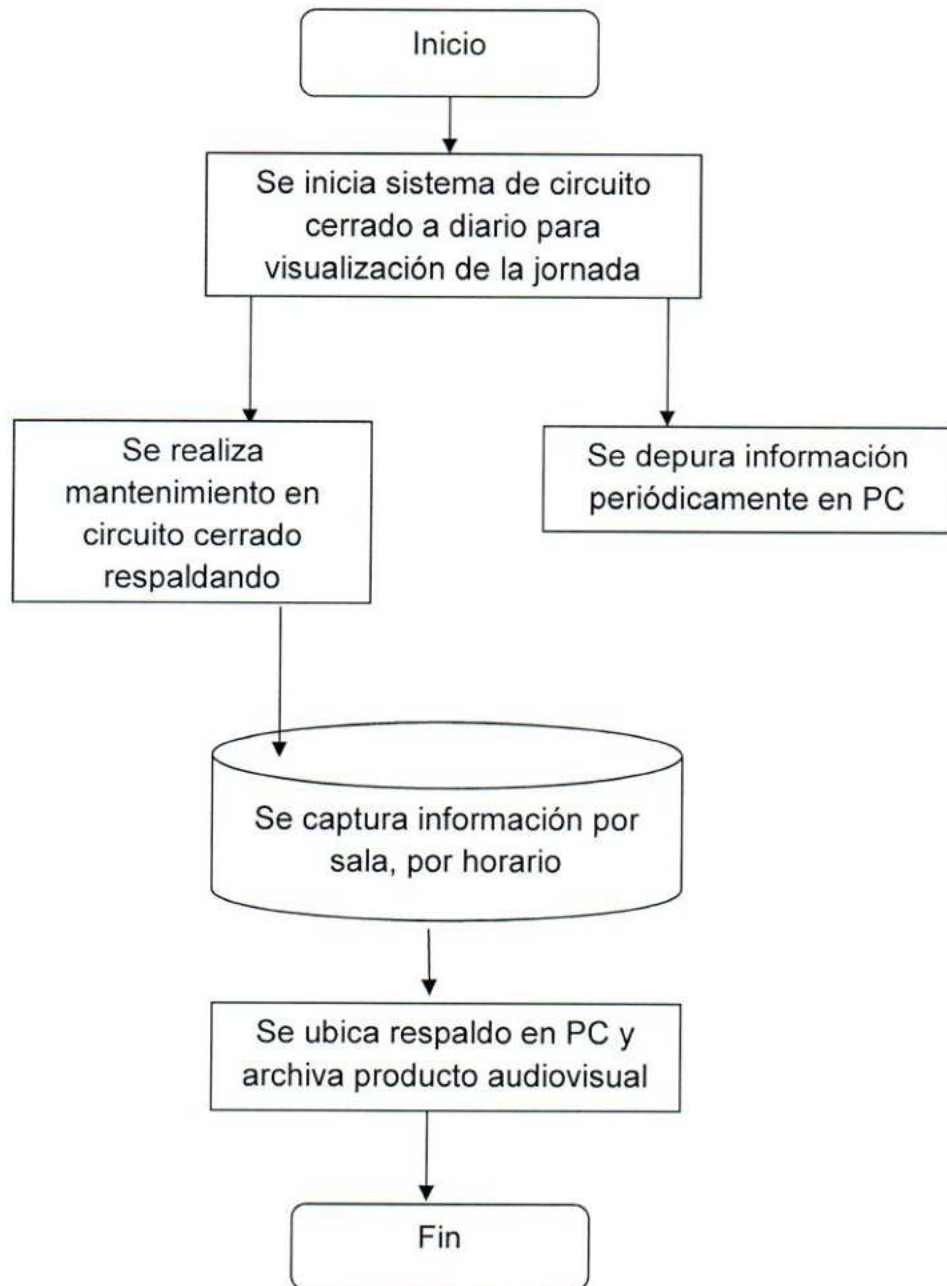 Inicio
Se inicia sistema de circuito
cerrado a diario para
visualización de la jornada
Se realiza
mantenimiento en
circuito cerrado
respaldando
Se depura información
periódicamente en PC
Se captura información por
sala, por horario
Se ubica respaldo en PC y
archiva producto audiovisual
Fin